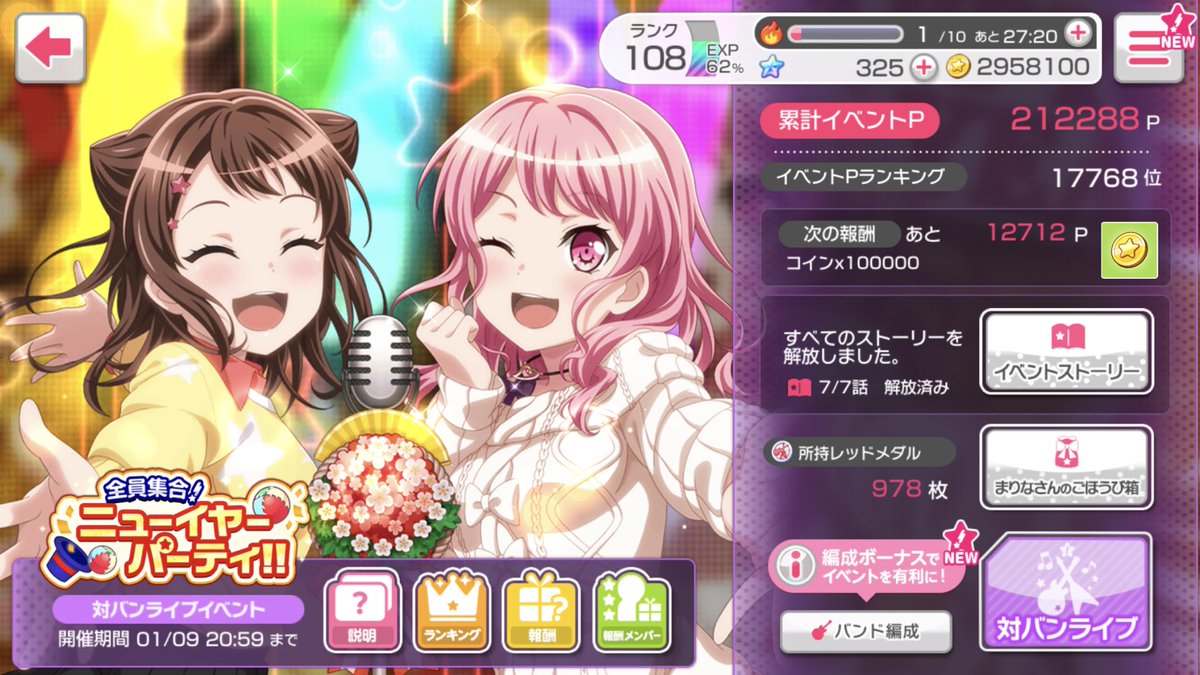 ランク
108
EXP
62%
1 /10 あと27:20
325
2958100
NEW
累計イベントP 212288 P
イベントPランキング 17768 位
次の報酬 あと 12712 P
コインx100000
すべてのストーリーを
解放しました。
7/7話 解放済み
イベントストーリー
所持レッドメダル
978 枚
まりなさんのごほうび箱
編成ボーナスで
イベントを有利に!
NEW
バンド編成
対バンライブ
全員集合!
ニューイヤー
パーティ!!
対バンライブイベント
開催期間 01/09 20:59 まで
?
説明
ランキング
?
報酬
報酬メンバー